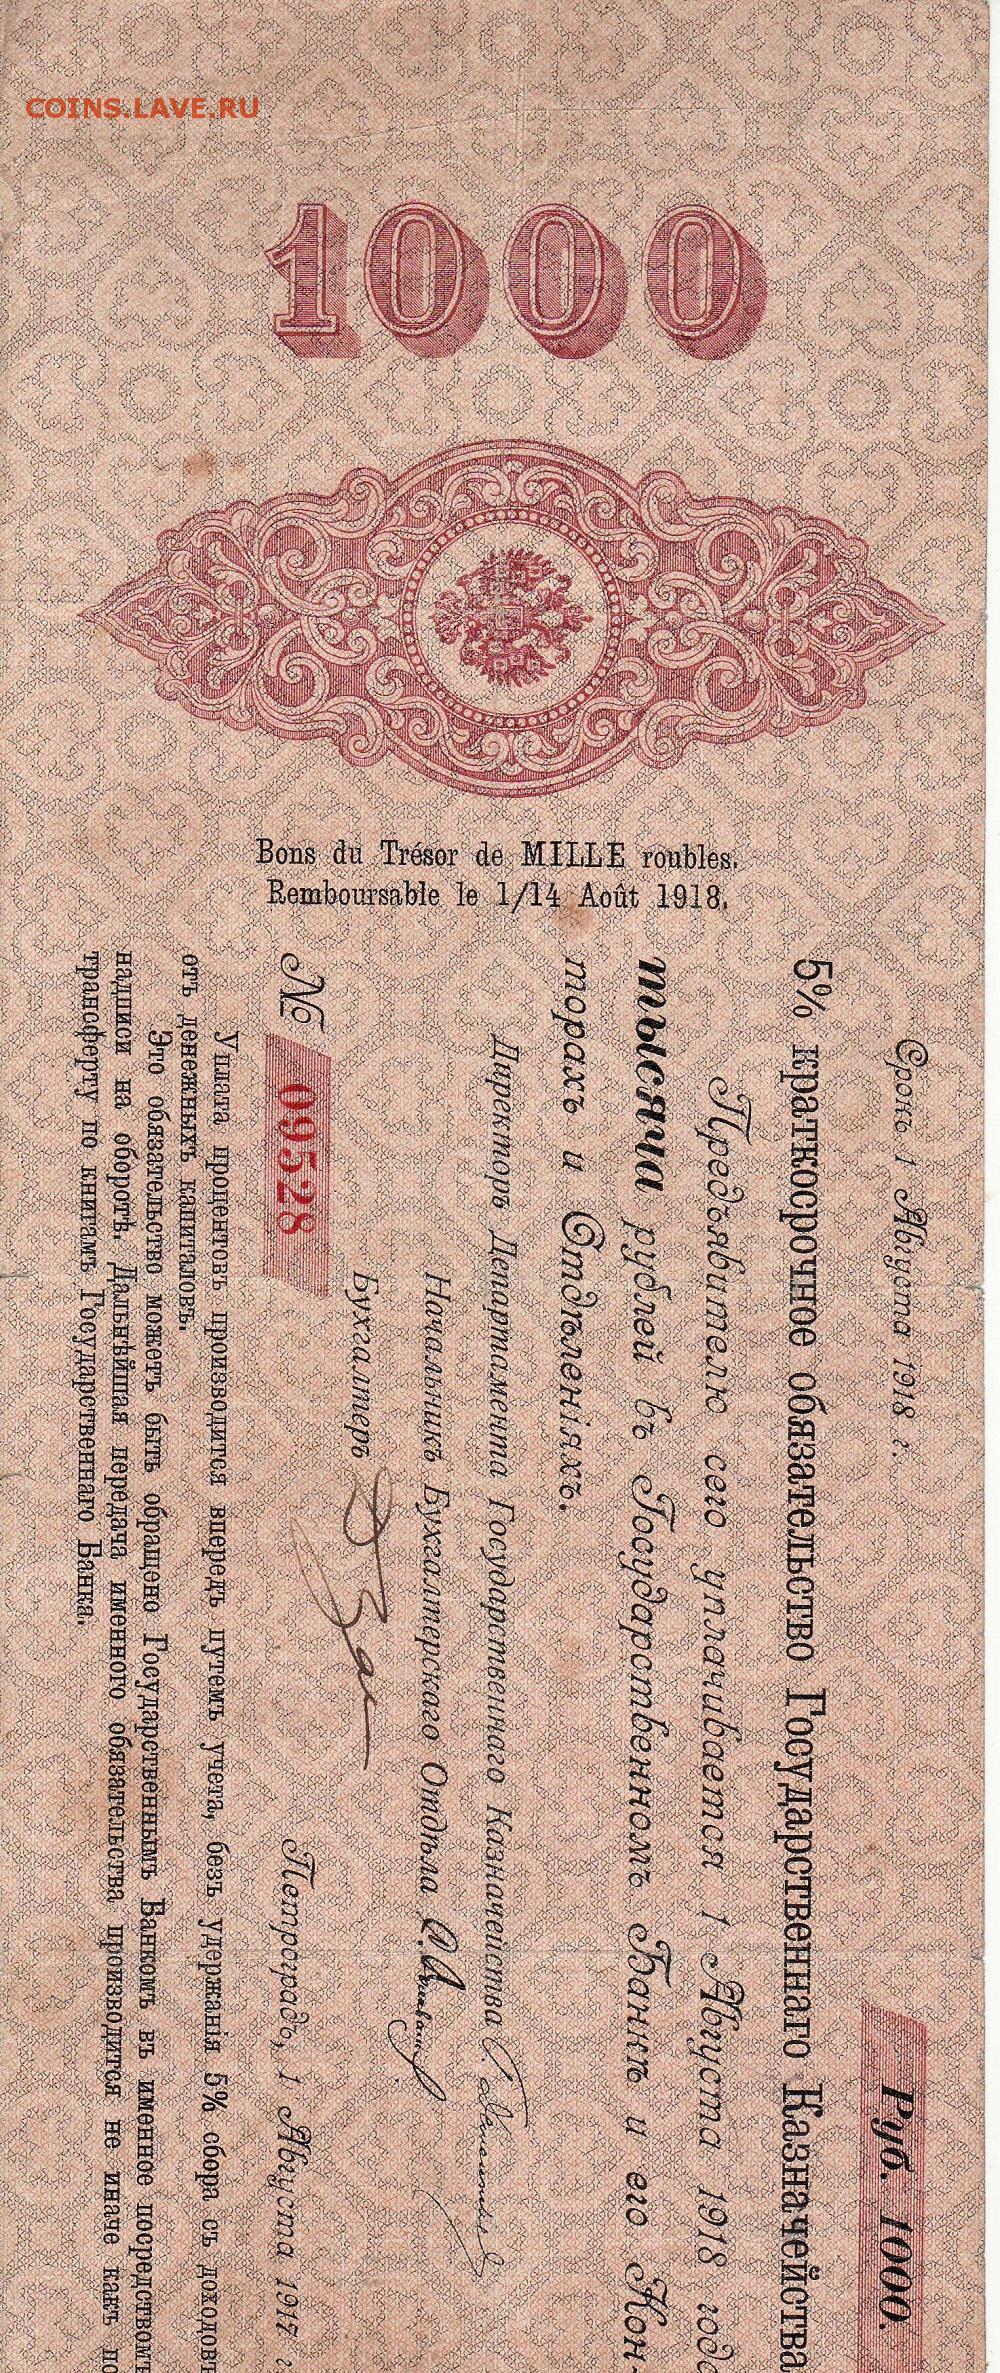 COINS.LAVE.RU
1000
Bons du Trésor de MILLE roubles.
Remboursable le 1/14 Août 1918.
Срокъ 1 Августа 1918 г.
Руб. 1000.
5% краткосрочное обязательство Государственнаго Казначейства
Предъявителю сего уплачивается 1 Августа 1918 года
тысяча рублей въ Государственномъ Банкѣ и его Кон-
торахъ и Отдѣленіяхъ.
Директоръ Департамента Государственнаго Казначейства
Начальникъ Бухгалтерскаго Отдѣла
Бухгалтеръ
Петроградъ, 1 Августа 1917 г.
№ 09528
Уплата процентовъ производится впередъ путемъ учета, безъ удержанія 5% сбора съ доходовъ
отъ денежныхъ капиталовъ.
Это обязательство можетъ быть обращено Государственнымъ Банкомъ въ именное посредствомъ
надписи на оборотѣ. Дальнѣйшая передача именного обязательства производится не иначе какъ по
трансферту по книгамъ Государственнаго Банка.